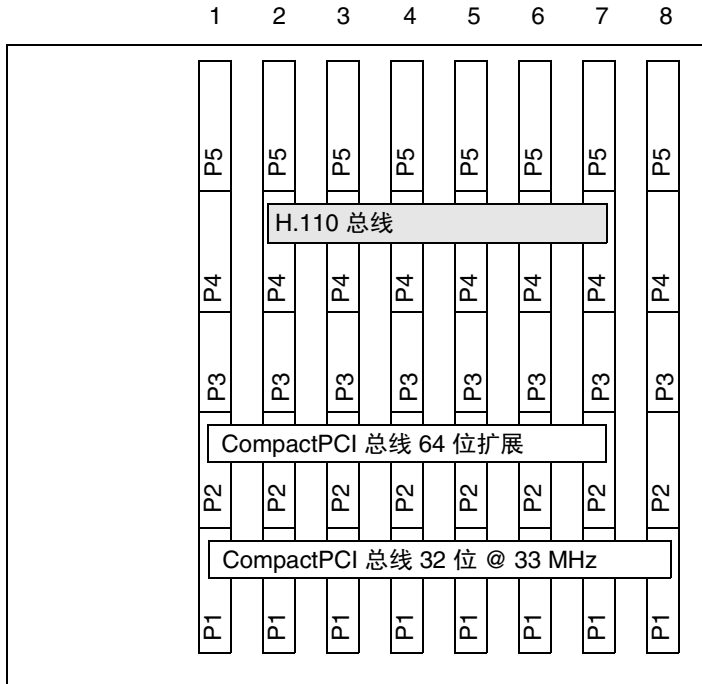 1 2 3 4 5 6 7 8
P5 P5 P5 P5 P5 P5 P5 P5
H.110 总线
P4 P4 P4 P4 P4 P4 P4 P4
P3 P3 P3 P3 P3 P3 P3 P3
CompactPCI 总线 64 位扩展
P2 P2 P2 P2 P2 P2 P2 P2
CompactPCI 总线 32 位 @ 33 MHz
P1 P1 P1 P1 P1 P1 P1 P1